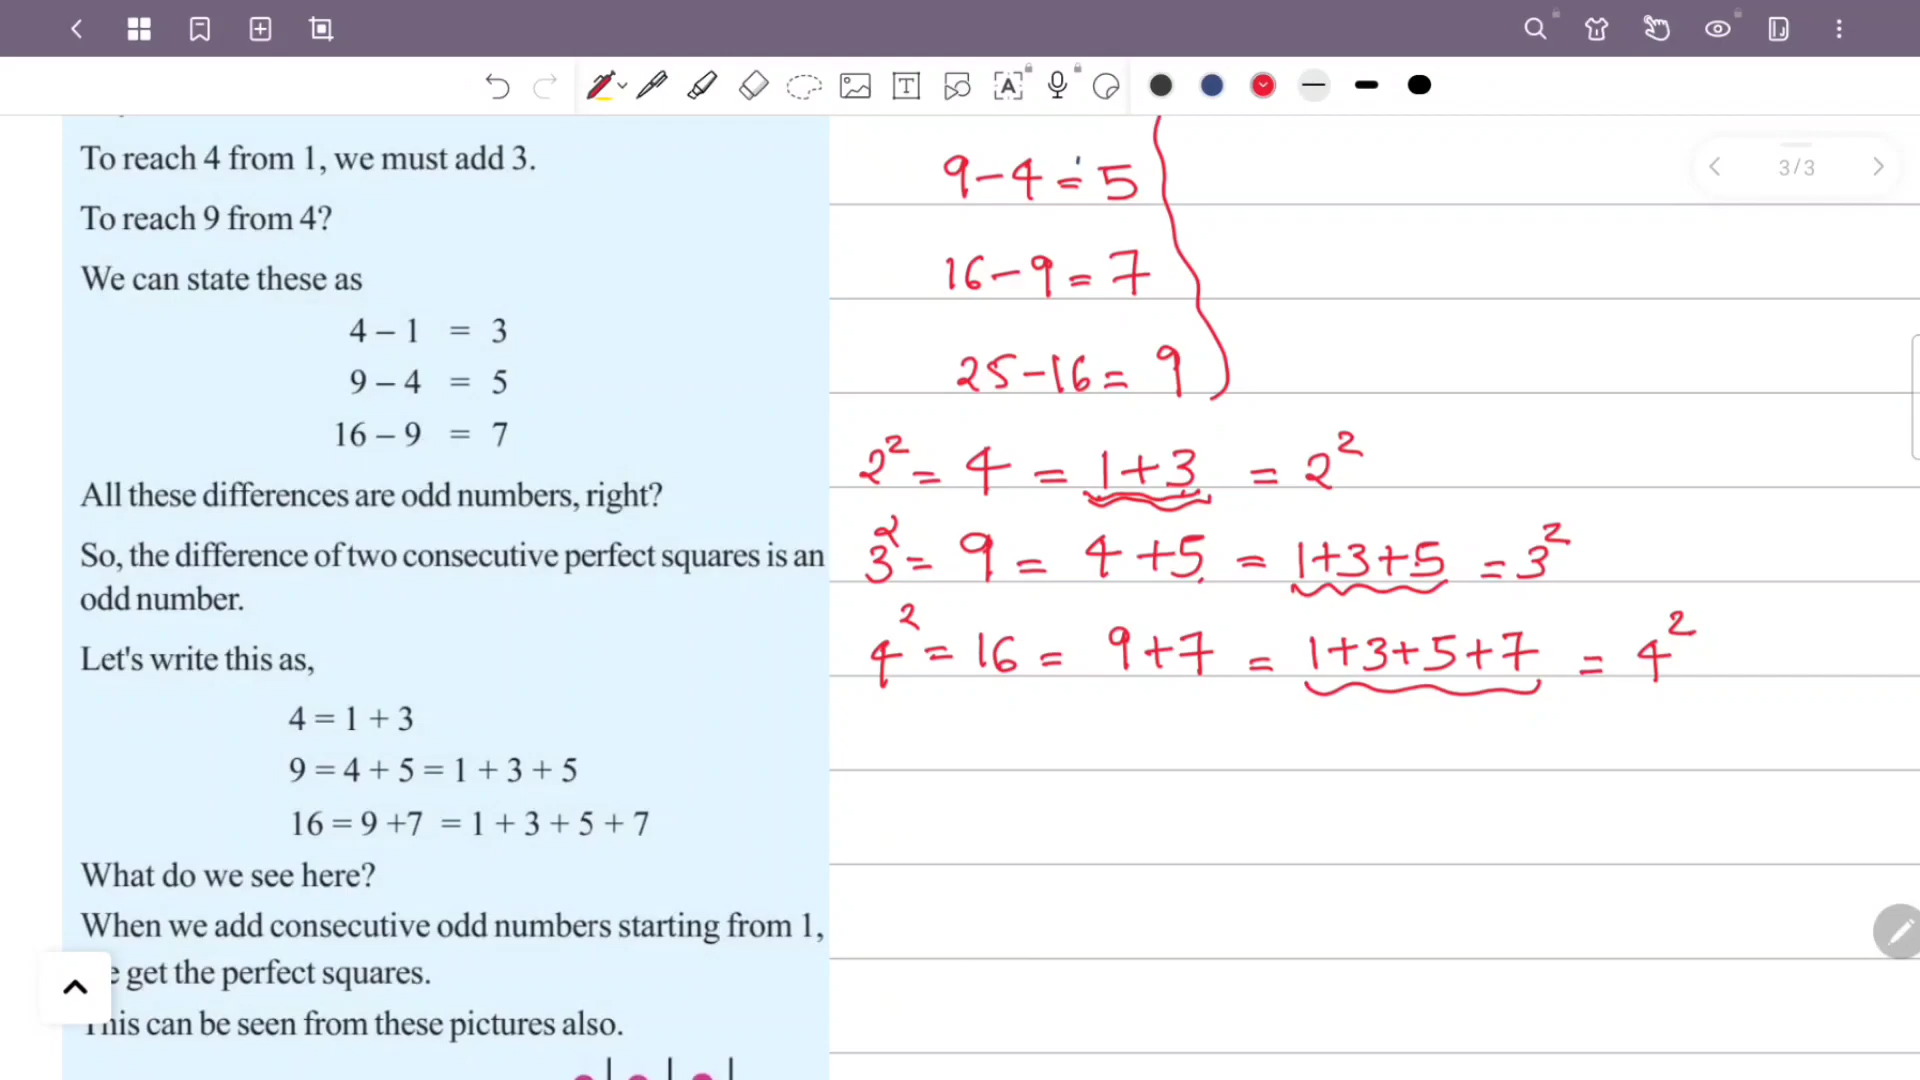 3/3
To reach 4 from 1, we must add 3.
To reach 9 from 4?
We can state these as
4 – 1 = 3
9 – 4 = 5
16 – 9 = 7
All these differences are odd numbers, right?
So, the difference of two consecutive perfect squares is an
odd number.
Let's write this as,
4 = 1 + 3
9 = 4 + 5 = 1 + 3 + 5
16 = 9 +7 = 1 + 3 + 5 + 7
What do we see here?
When we add consecutive odd numbers starting from 1,
get the perfect squares.
This can be seen from these pictures also.
9 – 4 = 5
16 – 9 = 7
25 – 16 = 9
2² = 4 = 1+3 = 2²
3² = 9 = 4+5 = 1+3+5 = 3²
4² = 16 = 9+7 = 1+3+5+7 = 4²